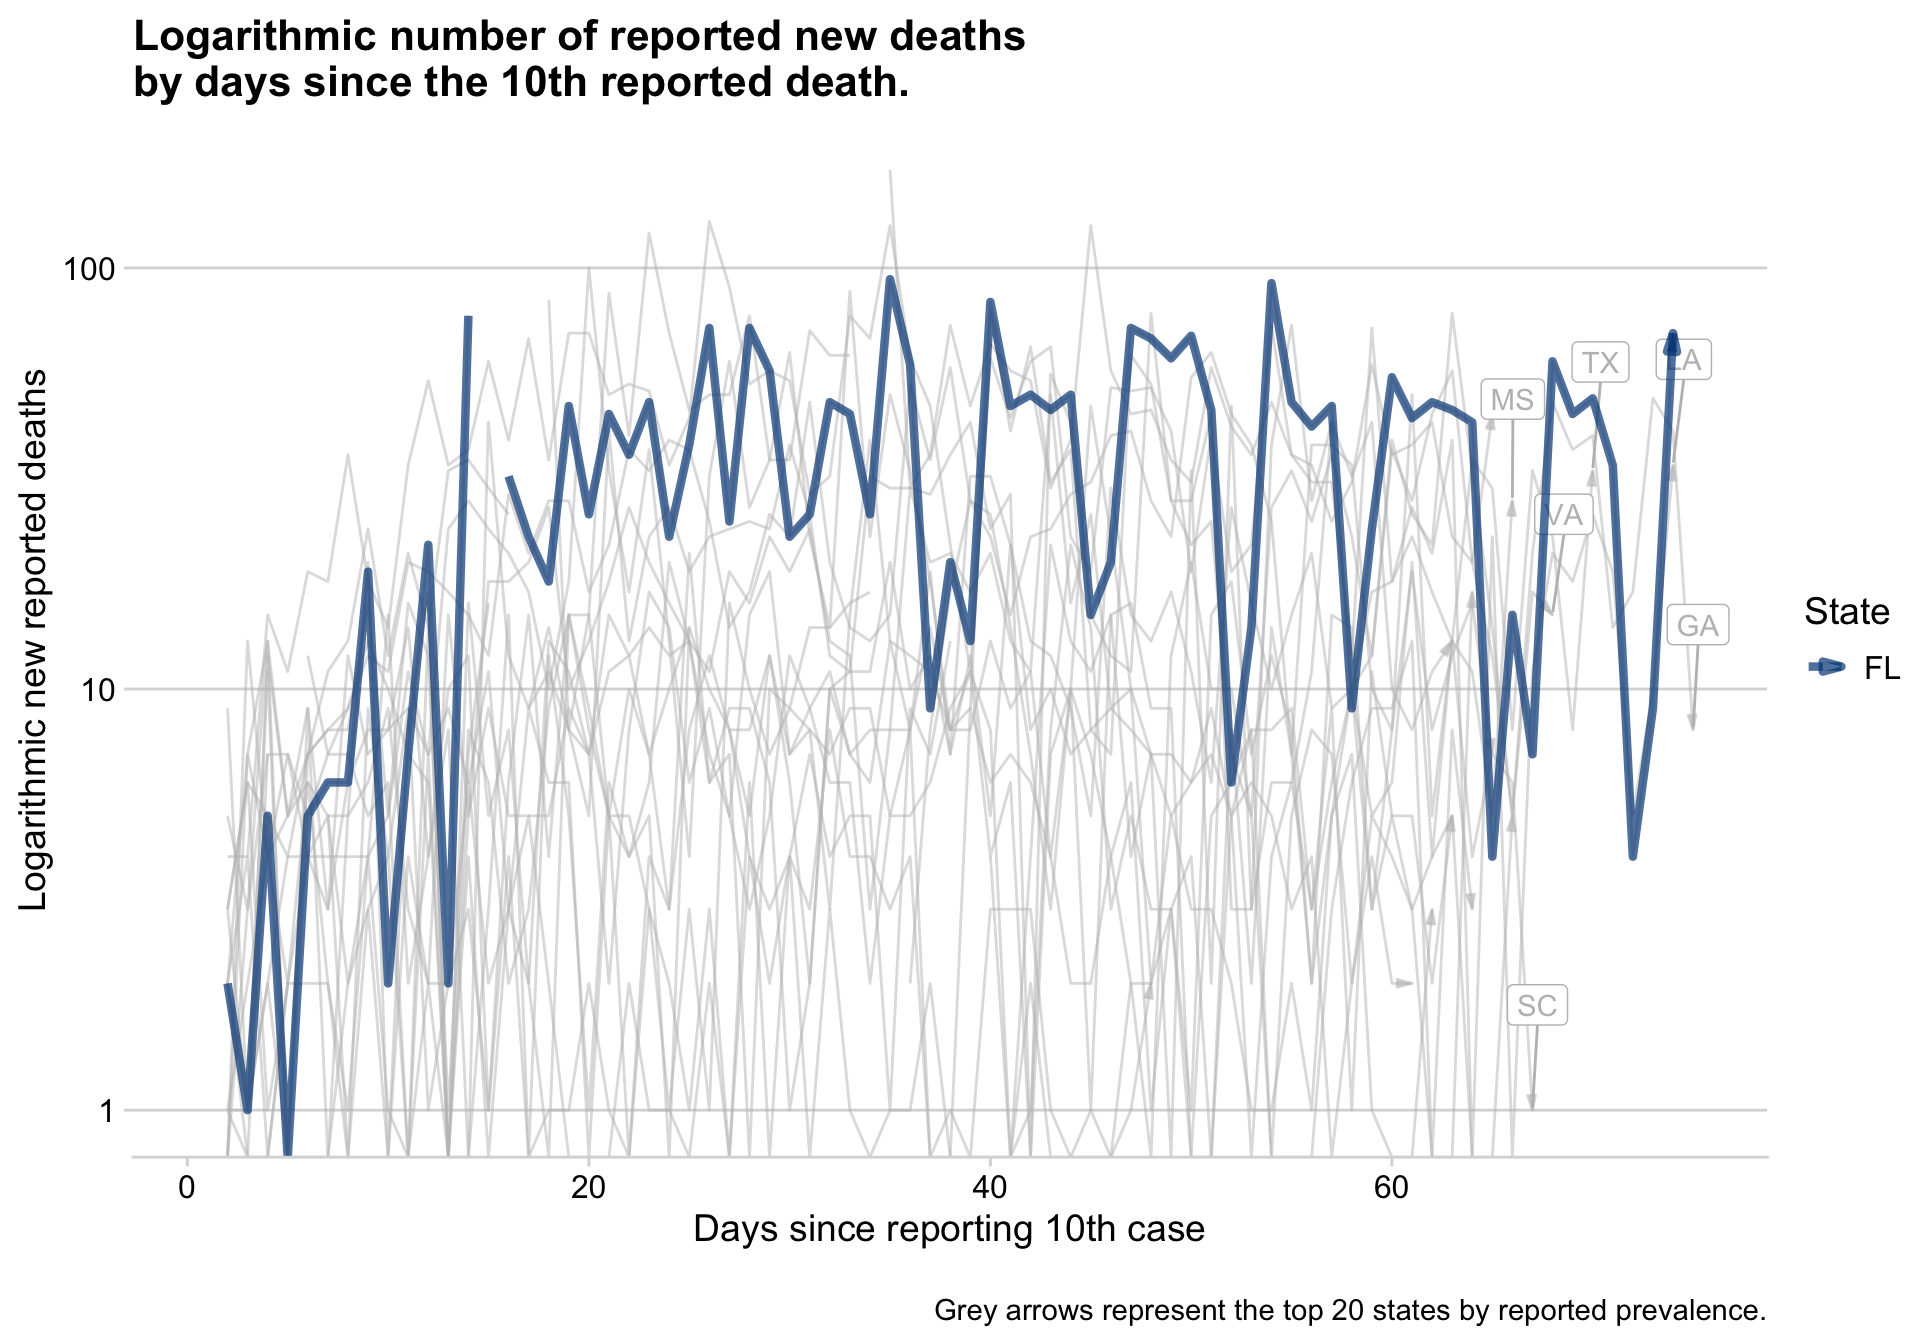 Logarithmic number of reported new deaths
by days since the 10th reported death.
Logarithmic new reported deaths
100
10
1
0
20
40
60
Days since reporting 10th case
MS
TX
LA
VA
GA
SC
State
FL
Grey arrows represent the top 20 states by reported prevalence.